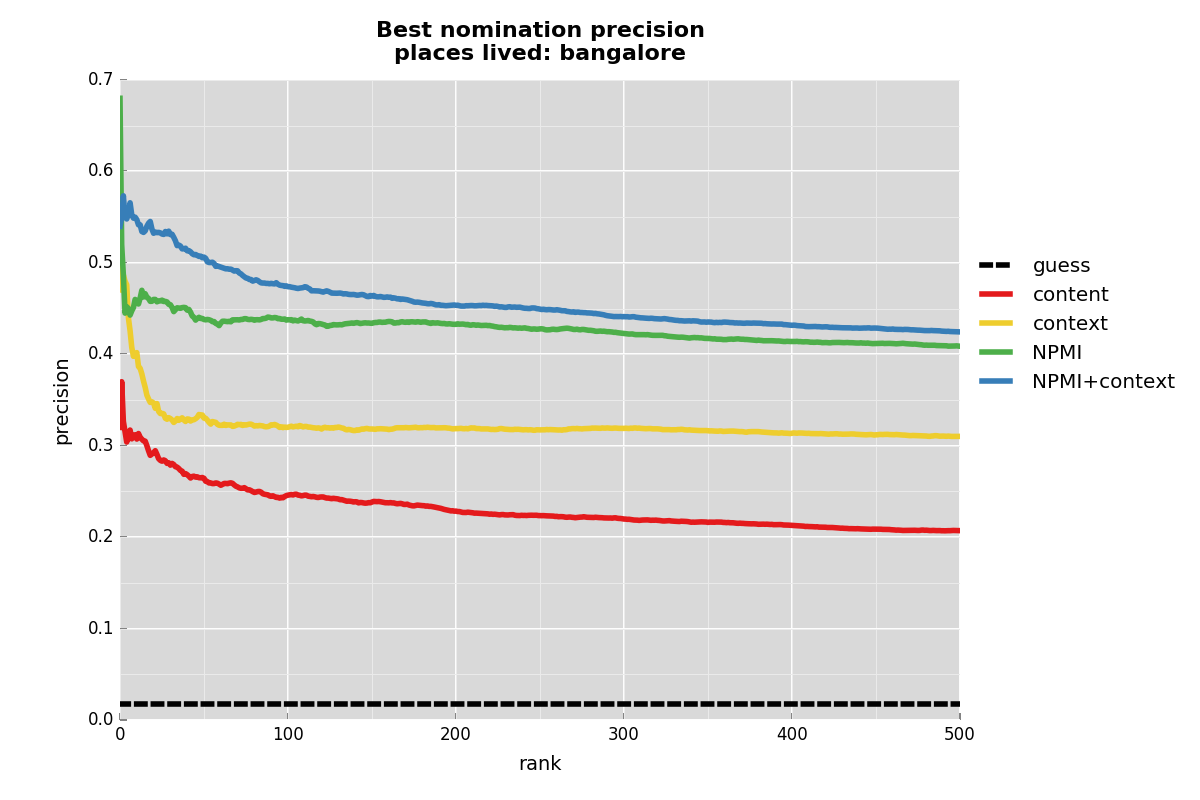 Best nomination precision
places lived: bangalore
precision
0.7
0.6
0.5
0.4
0.3
0.2
0.1
0.0
0
100
200
300
400
500
rank
guess
content
context
NPMI
NPMI+context